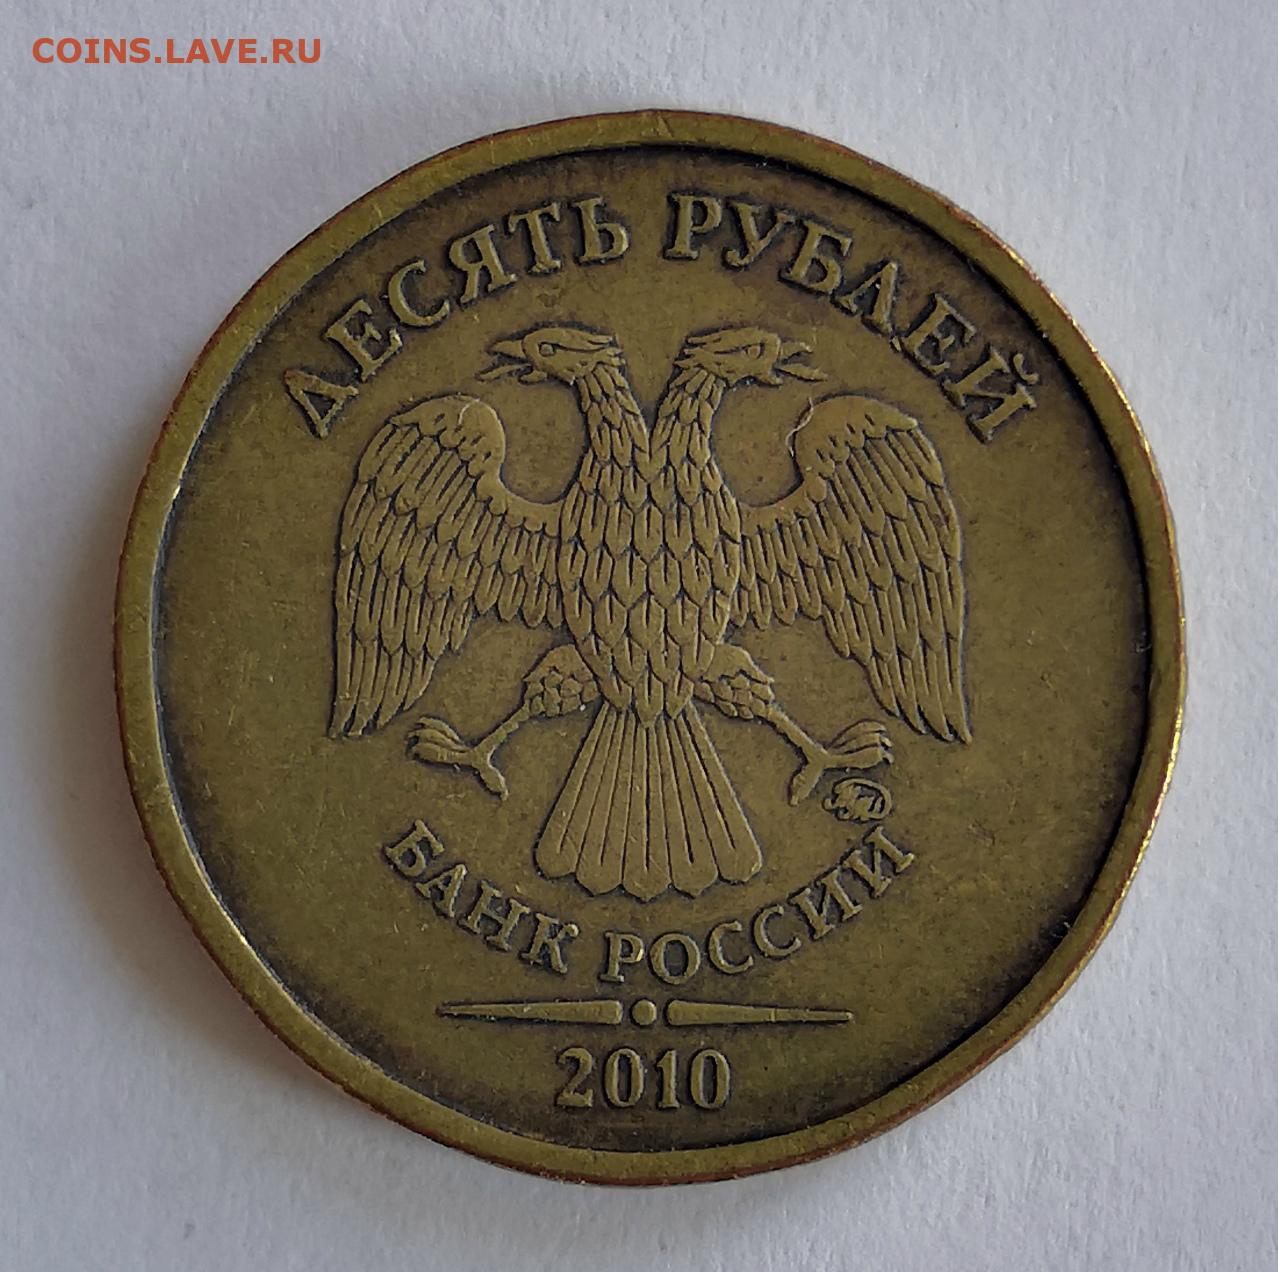 COINS.LAVE.RU
ДЕСЯТЬ РУБЛЕЙ
БАНК РОССИИ
2010